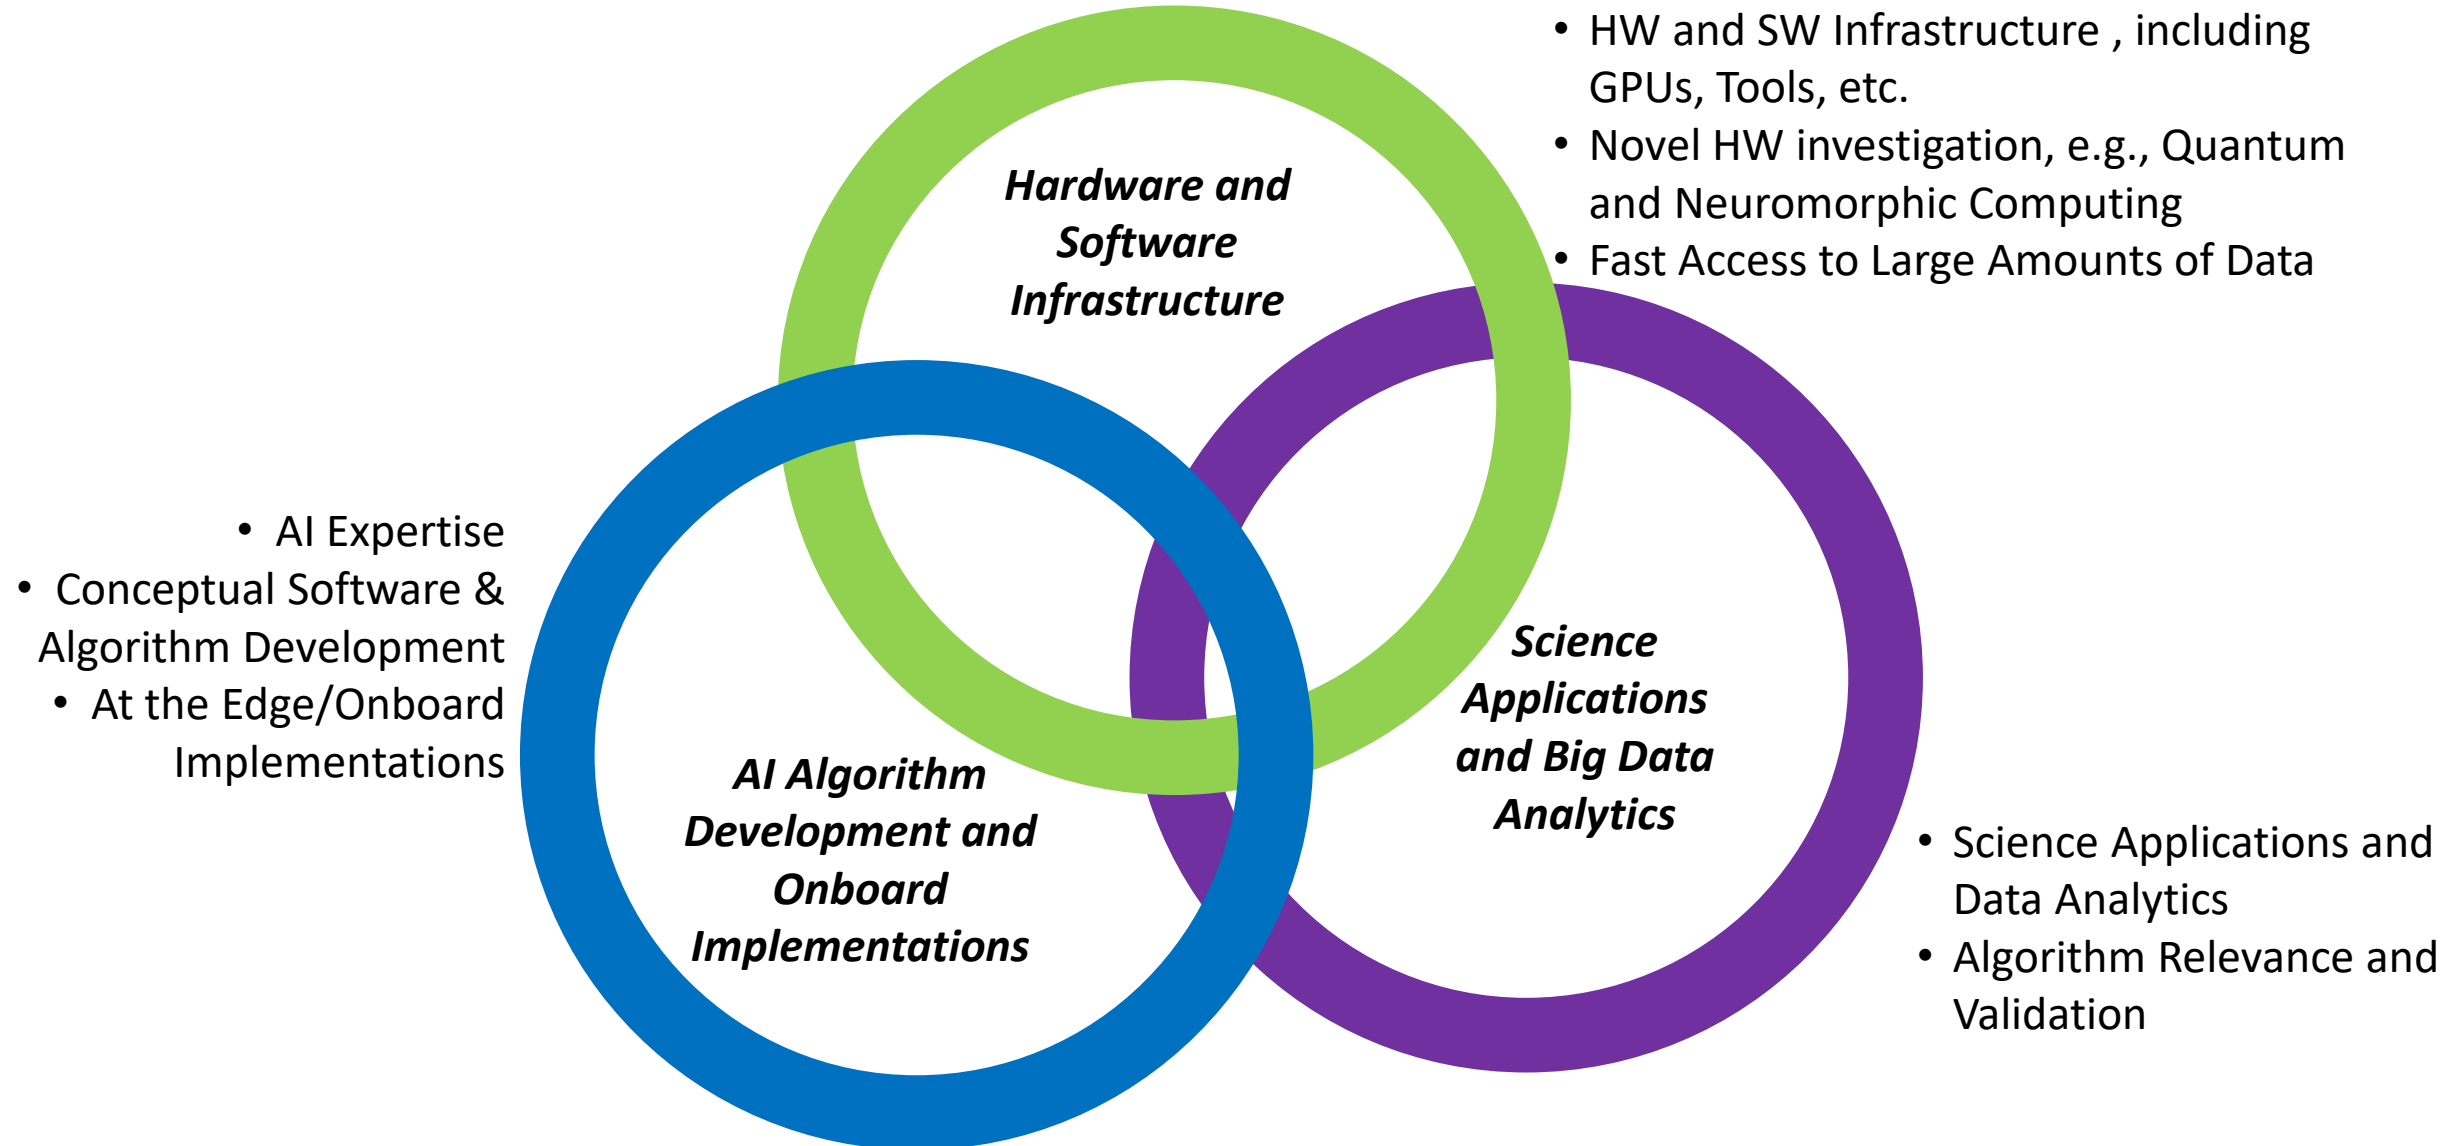 • HW and SW Infrastructure , including
GPUs, Tools, etc.
• Novel HW investigation, e.g., Quantum
and Neuromorphic Computing
• Fast Access to Large Amounts of Data
Hardware and
Software
Infrastructure
• AI Expertise
• Conceptual Software &
Algorithm Development
• At the Edge/Onboard
Implementations
AI Algorithm
Development and
Onboard
Implementations
Science
Applications
and Big Data
Analytics
• Science Applications and
Data Analytics
• Algorithm Relevance and
Validation